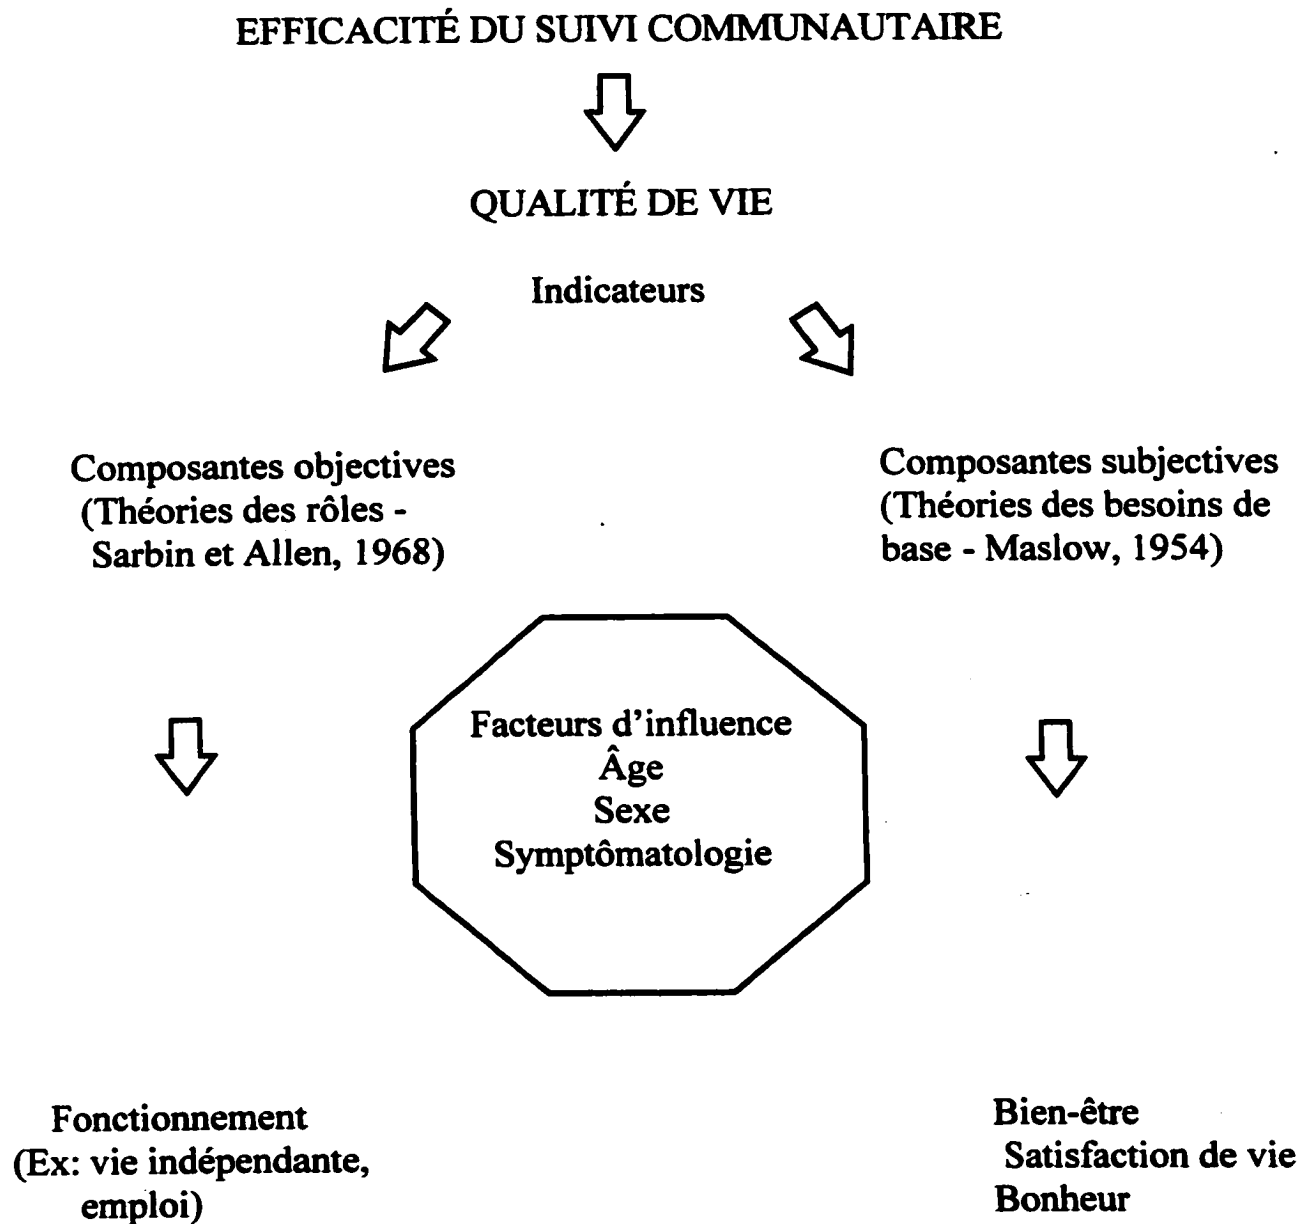 EFFICACITÉ DU SUIVI COMMUNAUTAIRE
QUALITÉ DE VIE
Indicateurs
Composantes objectives
(Théories des rôles -
Sarbin et Allen, 1968)
Composantes subjectives
(Théories des besoins de
base - Maslow, 1954)
Facteurs d'influence
Âge
Sexe
Symptômatologie
Fonctionnement
(Ex: vie indépendante,
emploi)
Bien-être
Satisfaction de vie
Bonheur